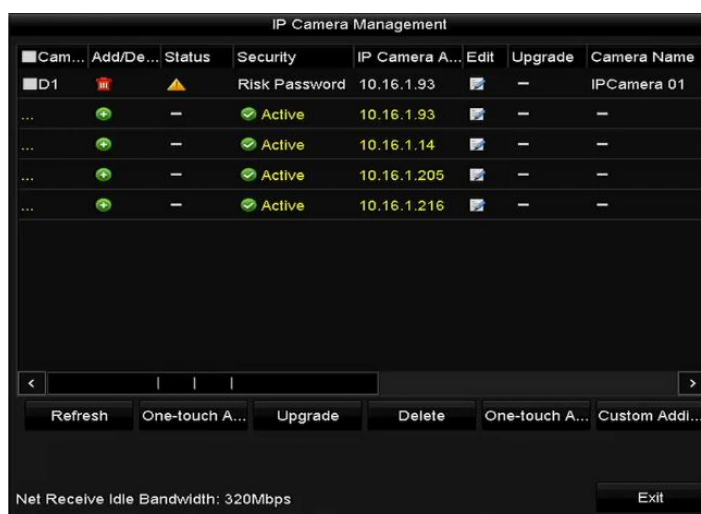 IP Camera Management
Cam... Add/De... Status Security IP Camera A... Edit Upgrade Camera Name
D1 Risk Password 10.16.1.93 – IPCamera 01
... – Active 10.16.1.93 – –
... – Active 10.16.1.14 – –
... – Active 10.16.1.205 – –
... – Active 10.16.1.216 – –
Refresh One-touch A... Upgrade Delete One-touch A... Custom Addi...
Net Receive Idle Bandwidth: 320Mbps Exit